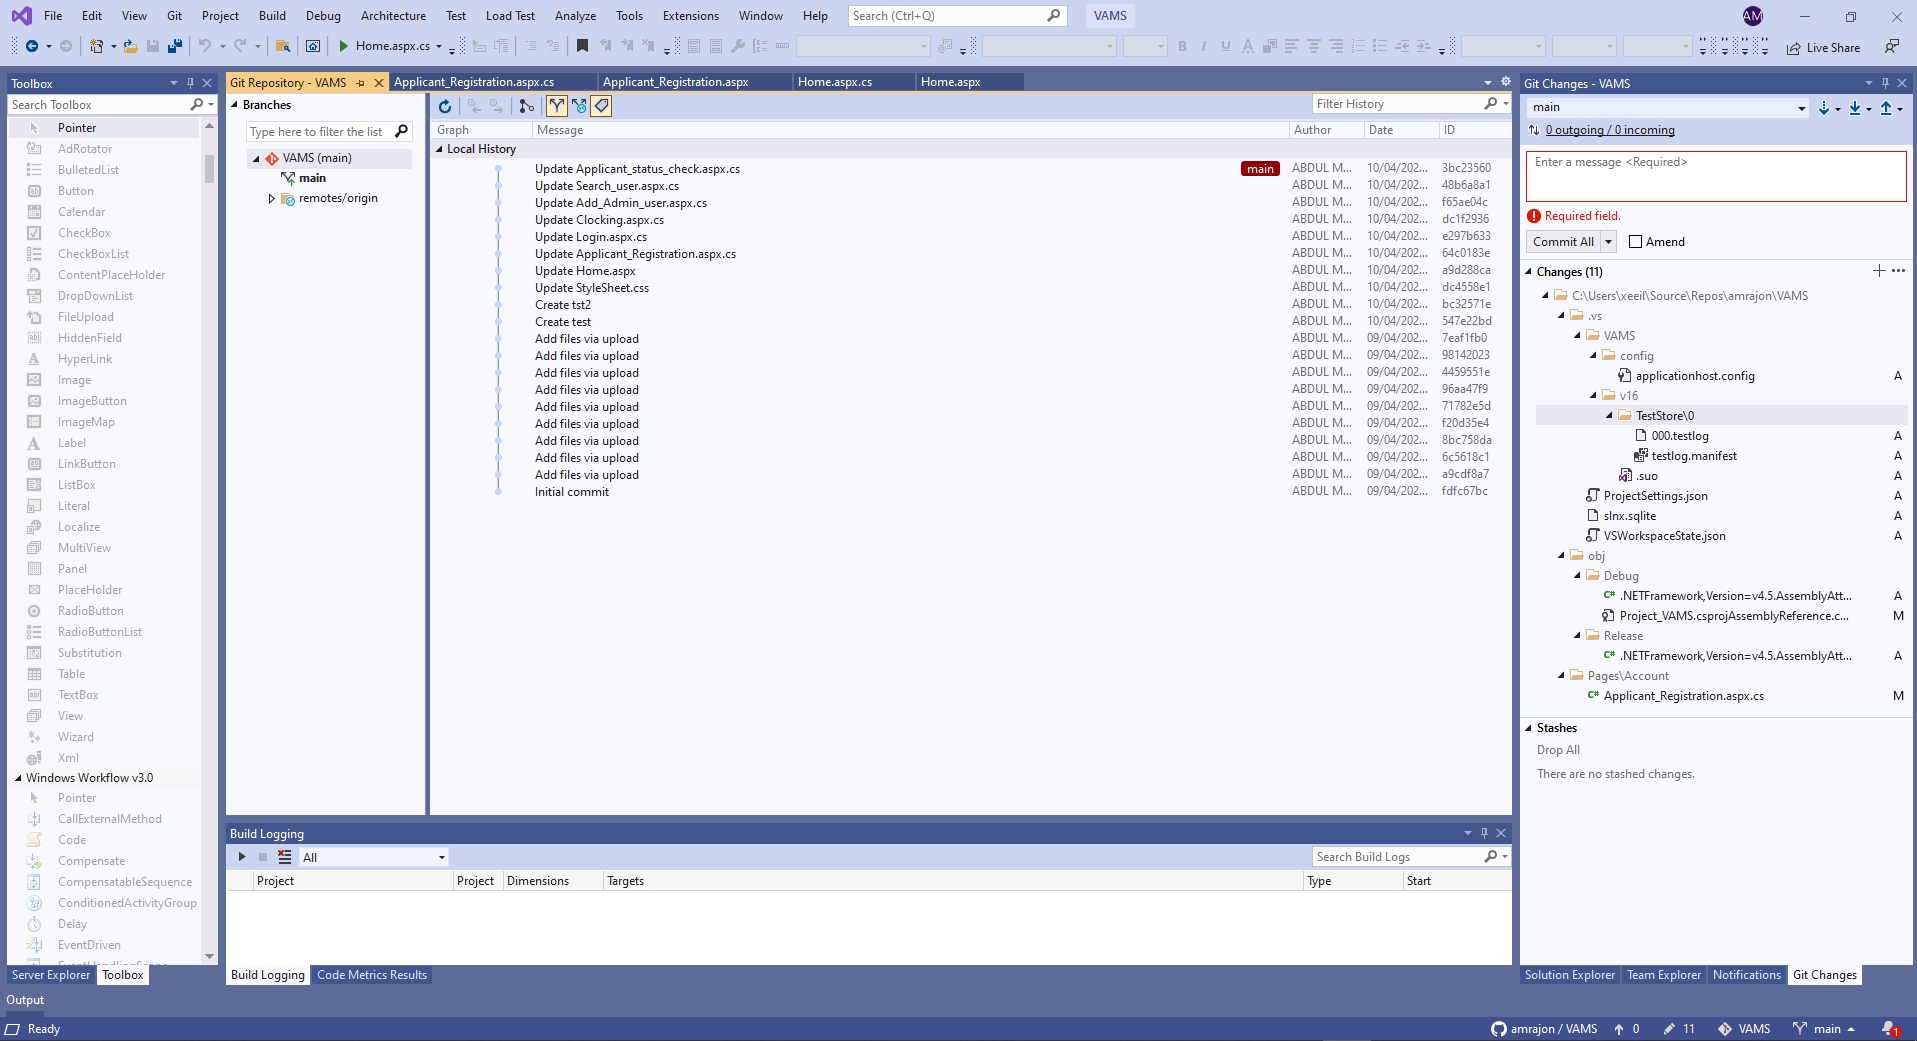 File Edit View Git Project Build Debug Architecture Test Load Test Analyze Tools Extensions Window Help Search (Ctrl+Q) VAMS AM
Home.aspx.cs Live Share
Toolbox
Search Toolbox
Pointer
AdRotator
BulletedList
Button
Calendar
CheckBox
CheckBoxList
ContentPlaceHolder
DropDownList
FileUpload
HiddenField
HyperLink
Image
ImageButton
ImageMap
Label
LinkButton
ListBox
Literal
Localize
MultiView
Panel
PlaceHolder
RadioButton
RadioButtonList
Substitution
Table
TextBox
View
Wizard
Xml
Windows Workflow v3.0
Pointer
CallExternalMethod
Code
Compensate
CompensatableSequence
ConditionedActivityGroup
Delay
EventDriven
Server Explorer Toolbox
Git Repository - VAMS Applicant_Registration.aspx.cs Applicant_Registration.aspx Home.aspx.cs Home.aspx
Branches
Type here to filter the list
VAMS (main)
main
remotes/origin
Filter History
Graph Message Author Date ID
Local History
Update Applicant_status_check.aspx.cs main ABDUL M... 10/04/202... 3bc23560
Update Search_user.aspx.cs ABDUL M... 10/04/202... 48b6a8a1
Update Add_Admin_user.aspx.cs ABDUL M... 10/04/202... f65ae04c
Update Clocking.aspx.cs ABDUL M... 10/04/202... dc1f2936
Update Login.aspx.cs ABDUL M... 10/04/202... e297b633
Update Applicant_Registration.aspx.cs ABDUL M... 10/04/202... 64c0183e
Update Home.aspx ABDUL M... 10/04/202... a9d288ca
Update StyleSheet.css ABDUL M... 10/04/202... dc4558e1
Create tst2 ABDUL M... 10/04/202... bc32571e
Create test ABDUL M... 10/04/202... 547e22bd
Add files via upload ABDUL M... 09/04/202... 7eaf1fb0
Add files via upload ABDUL M... 09/04/202... 98142023
Add files via upload ABDUL M... 09/04/202... 4459551e
Add files via upload ABDUL M... 09/04/202... 96aa47f9
Add files via upload ABDUL M... 09/04/202... 71782e5d
Add files via upload ABDUL M... 09/04/202... f20d35e4
Add files via upload ABDUL M... 09/04/202... 8bc758da
Add files via upload ABDUL M... 09/04/202... 6c5618c1
Add files via upload ABDUL M... 09/04/202... a9cdf8a7
Initial commit ABDUL M... 09/04/202... fdfc67bc
Build Logging
All Search Build Logs
Project Project Dimensions Targets Type Start
Build Logging Code Metrics Results
Git Changes - VAMS
main
0 outgoing / 0 incoming
Enter a message <Required>
Required field.
Commit All Amend
Changes (11)
C:\Users\xeeil\Source\Repos\amrajon\VAMS
.vs
VAMS
config
applicationhost.config A
v16
TestStore\0
000.testlog A
testlog.manifest A
.suo A
ProjectSettings.json A
slnx.sqlite A
VSWorkspaceState.json A
obj
Debug
.NETFramework,Version=v4.5.AssemblyAtt... A
Project_VAMS.csprojAssemblyReference.c... M
Release
.NETFramework,Version=v4.5.AssemblyAtt... A
Pages\Account
Applicant_Registration.aspx.cs M
Stashes
Drop All
There are no stashed changes.
Solution Explorer Team Explorer Notifications Git Changes
Output
Ready amrajon / VAMS 0 11 VAMS main 1